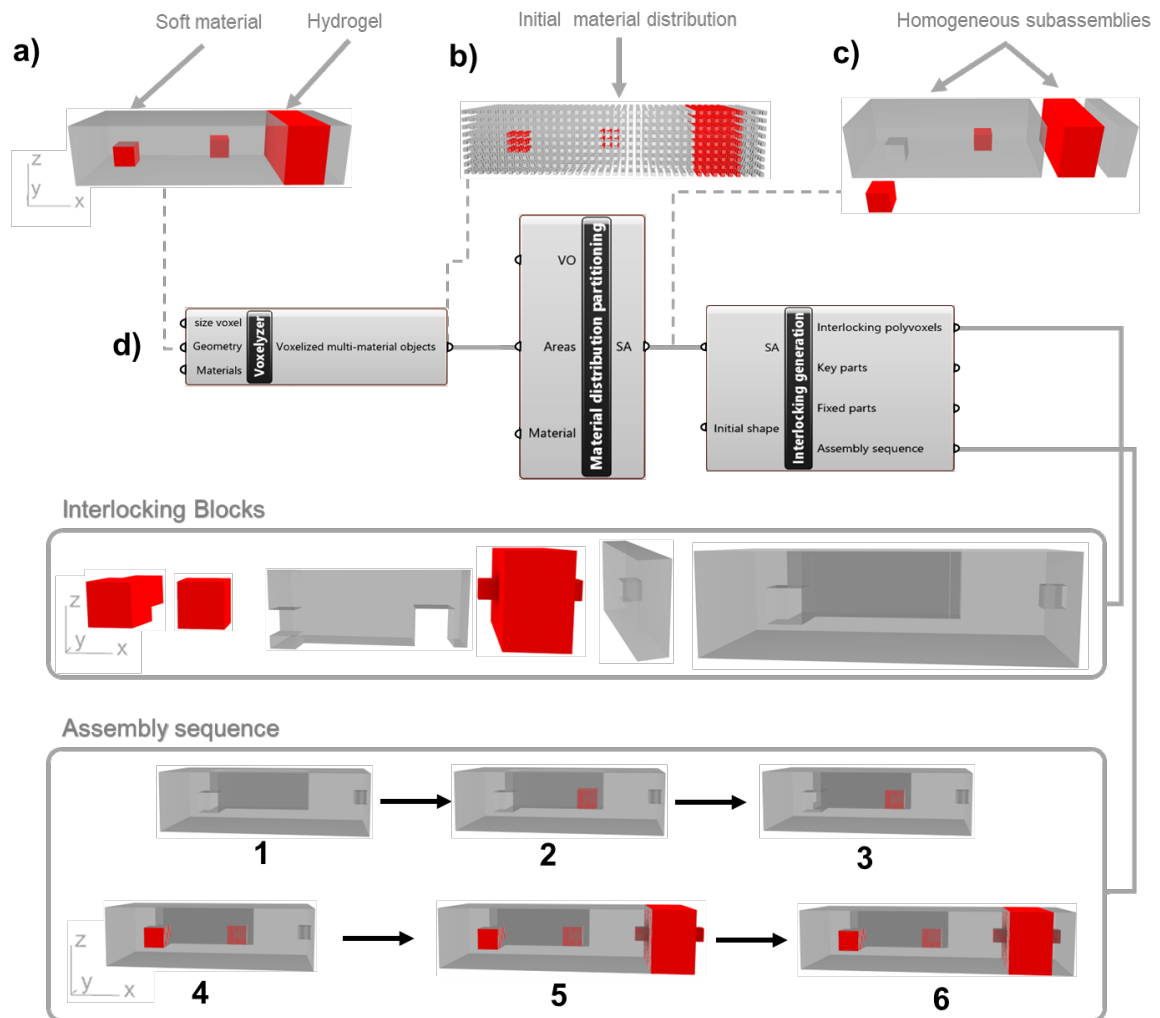 Soft material
Hydrogel
Initial material distribution
Homogeneous subassemblies
a)
b)
c)
z
y
x
d)
size voxel
Geometry
Materials
Voxelyzer
Voxelized multi-material objects
VO
Areas
Material
Material distribution partitioning
SA
SA
Initial shape
Interlocking generation
Interlocking polyvoxels
Key parts
Fixed parts
Assembly sequence
Interlocking Blocks
z
y
x
Assembly sequence
1
2
3
z
y
x
4
5
6